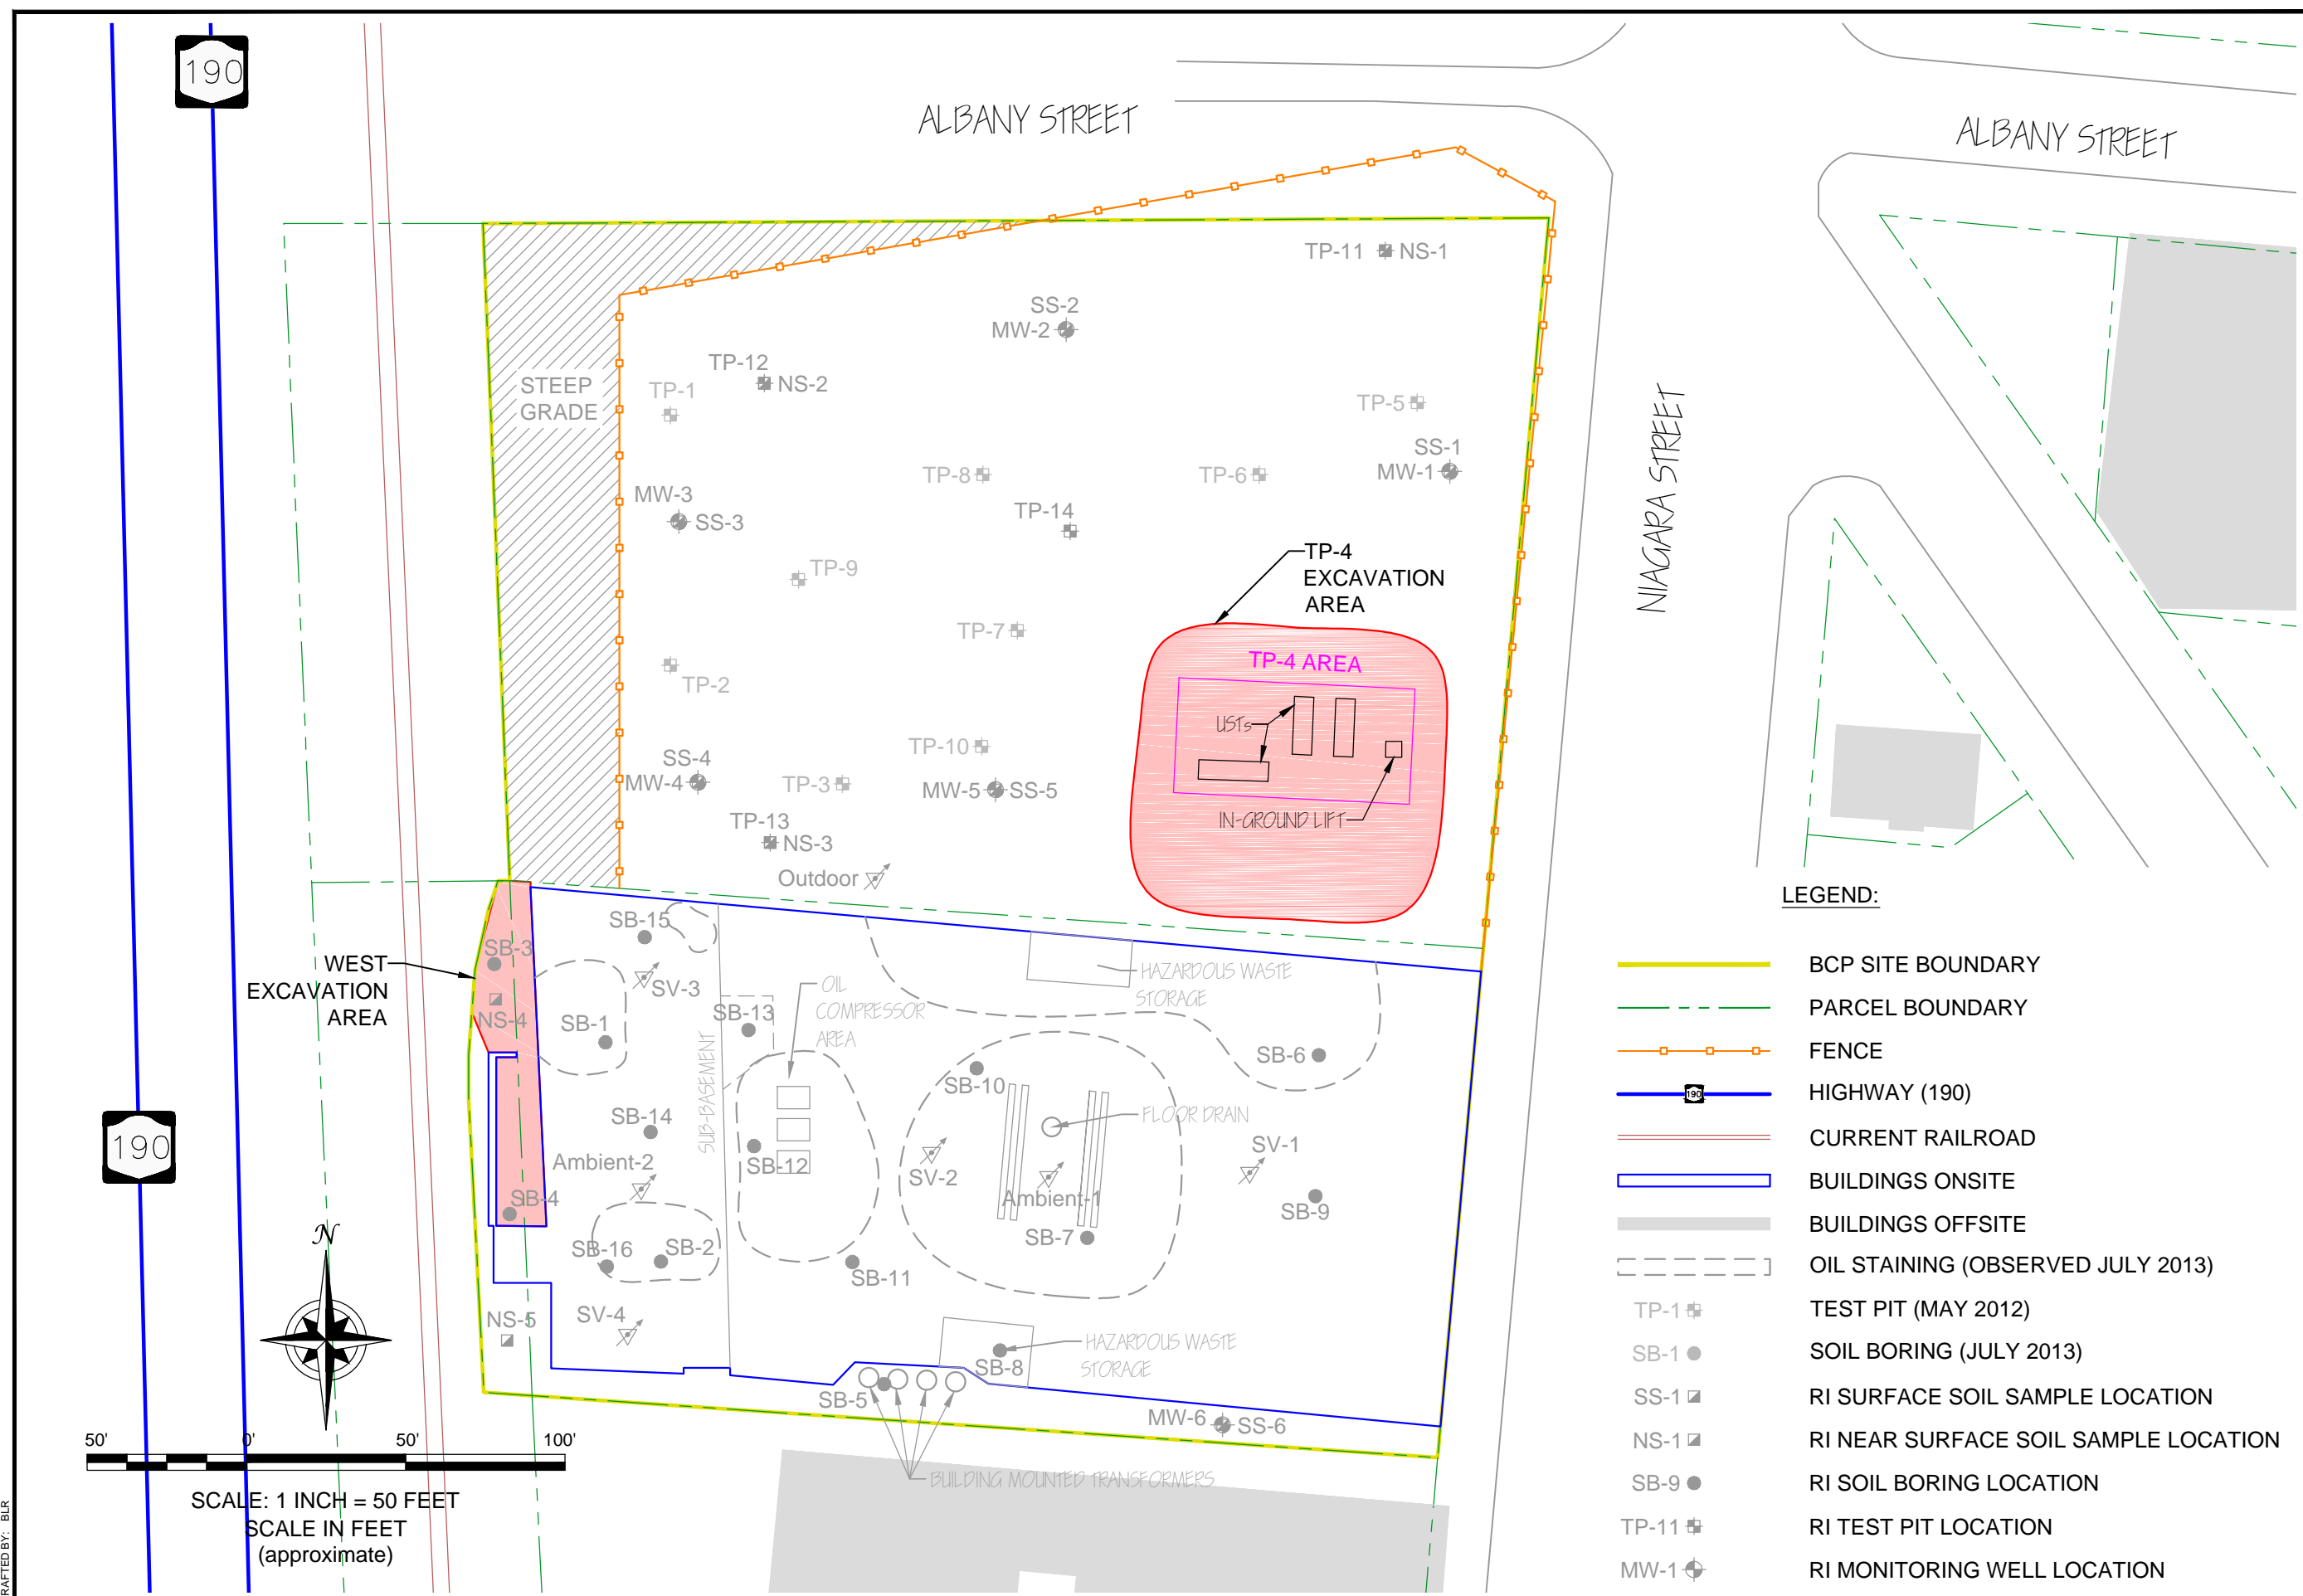 190
ALBANY STREET
ALBANY STREET
TP-11 NS-1
SS-2
MW-2
TP-12
NS-2
STEEP
GRADE
TP-1
TP-5
SS-1
MW-1
TP-8
TP-6
NIAGARA STREET
MW-3
SS-3
TP-14
TP-4
EXCAVATION
AREA
TP-9
TP-7
TP-4 AREA
TP-2
USTs
TP-10
SS-4
MW-4
TP-3
MW-5 SS-5
IN-GROUND LIFT
TP-13
NS-3
Outdoor
WEST
EXCAVATION
AREA
SB-3
NS-4
SB-15
SV-3
SB-1
SB-13
SUB-BASEMENT
OIL
COMPRESSOR
AREA
HAZARDOUS WASTE
STORAGE
SB-6
SB-10
FLOOR DRAIN
SB-14
SB-12
Ambient-2
SV-2
Ambient-1
SV-1
SB-9
SB-4
SB-7
SB-16
SB-2
SB-11
190
NS-5
SV-4
HAZARDOUS WASTE
STORAGE
SB-8
SB-5
MW-6 SS-6
BUILDING MOUNTED TRANSFORMERS
N
50' 0' 50' 100'
SCALE: 1 INCH = 50 FEET
SCALE IN FEET
(approximate)
RAFTED BY: BLR
LEGEND:
BCP SITE BOUNDARY
PARCEL BOUNDARY
FENCE
190 HIGHWAY (190)
CURRENT RAILROAD
BUILDINGS ONSITE
BUILDINGS OFFSITE
OIL STAINING (OBSERVED JULY 2013)
TP-1 TEST PIT (MAY 2012)
SB-1 SOIL BORING (JULY 2013)
SS-1 RI SURFACE SOIL SAMPLE LOCATION
NS-1 RI NEAR SURFACE SOIL SAMPLE LOCATION
SB-9 RI SOIL BORING LOCATION
TP-11 RI TEST PIT LOCATION
MW-1 RI MONITORING WELL LOCATION